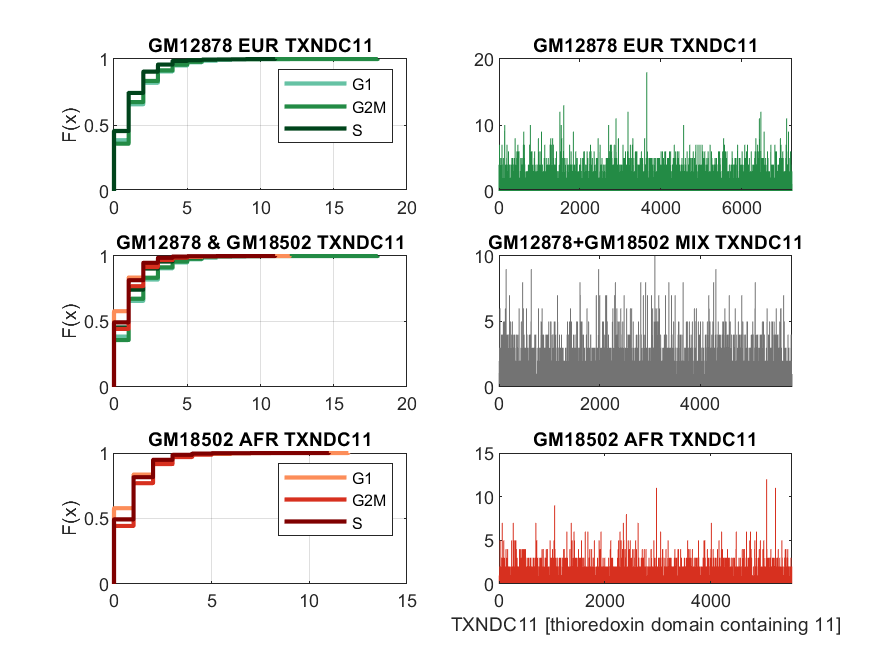 GM12878 EUR TXNDC11
F(x)
1
0.5
0
0
5
10
15
20
G1
G2M
S
GM12878 EUR TXNDC11
20
10
0
0
2000
4000
6000
GM12878 & GM18502 TXNDC11
F(x)
1
0.5
0
0
5
10
15
20
GM12878+GM18502 MIX TXNDC11
10
5
0
0
2000
4000
GM18502 AFR TXNDC11
F(x)
1
0.5
0
0
5
10
15
G1
G2M
S
GM18502 AFR TXNDC11
15
10
5
0
0
2000
4000
TXNDC11 [thioredoxin domain containing 11]